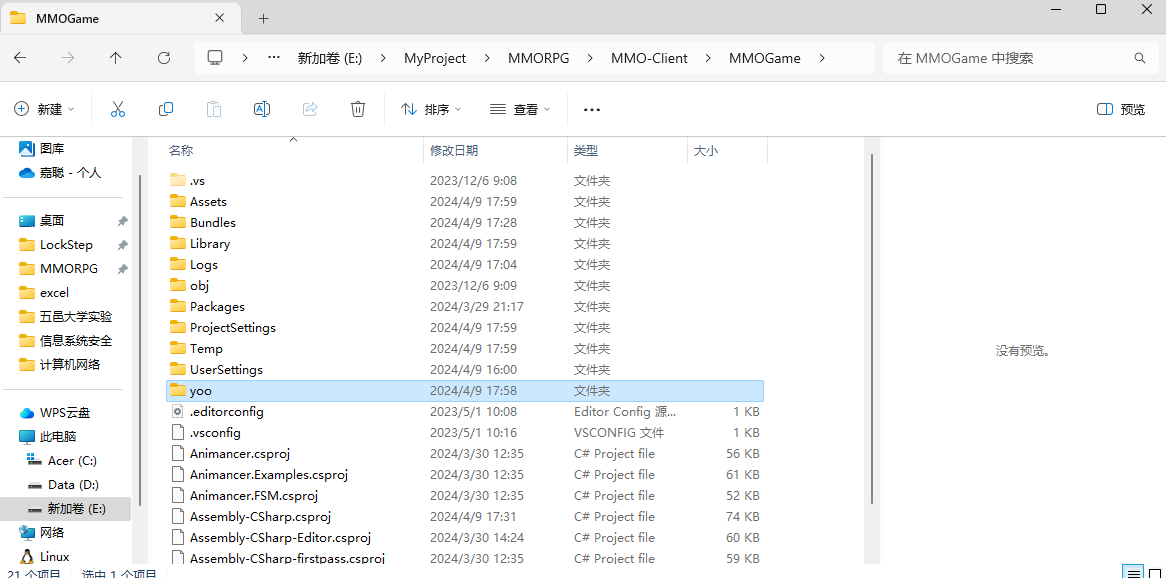 MMOGame
新加卷 (E:) MyProject MMORPG MMO-Client MMOGame 在 MMOGame 中搜索
新建 排序 查看 预览
图库
嘉聪 - 个人
桌面
LockStep
MMORPG
excel
五邑大学实验
信息系统安全
计算机网络
WPS云盘
此电脑
Acer (C:)
Data (D:)
新加卷 (E:)
网络
Linux
名称 修改日期 类型 大小
.vs 2023/12/6 9:08 文件夹
Assets 2024/4/9 17:59 文件夹
Bundles 2024/4/9 17:28 文件夹
Library 2024/4/9 17:59 文件夹
Logs 2024/4/9 17:04 文件夹
obj 2023/12/6 9:09 文件夹
Packages 2024/3/29 21:17 文件夹
ProjectSettings 2024/4/9 17:59 文件夹
Temp 2024/4/9 17:59 文件夹
UserSettings 2024/4/9 16:00 文件夹
yoo 2024/4/9 17:58 文件夹
.editorconfig 2023/5/1 10:08 Editor Config 源... 1 KB
.vsconfig 2023/5/1 10:16 VSCONFIG 文件 1 KB
Animancer.csproj 2024/3/30 12:35 C# Project file 56 KB
Animancer.Examples.csproj 2024/3/30 12:35 C# Project file 61 KB
Animancer.FSM.csproj 2024/3/30 12:35 C# Project file 52 KB
Assembly-CSharp.csproj 2024/4/9 17:31 C# Project file 74 KB
Assembly-CSharp-Editor.csproj 2024/3/30 14:24 C# Project file 60 KB
Assembly-CSharp-firstpass.csproj 2024/3/30 12:35 C# Project file 59 KB
没有预览。
21 个项目 选中 1 个项目